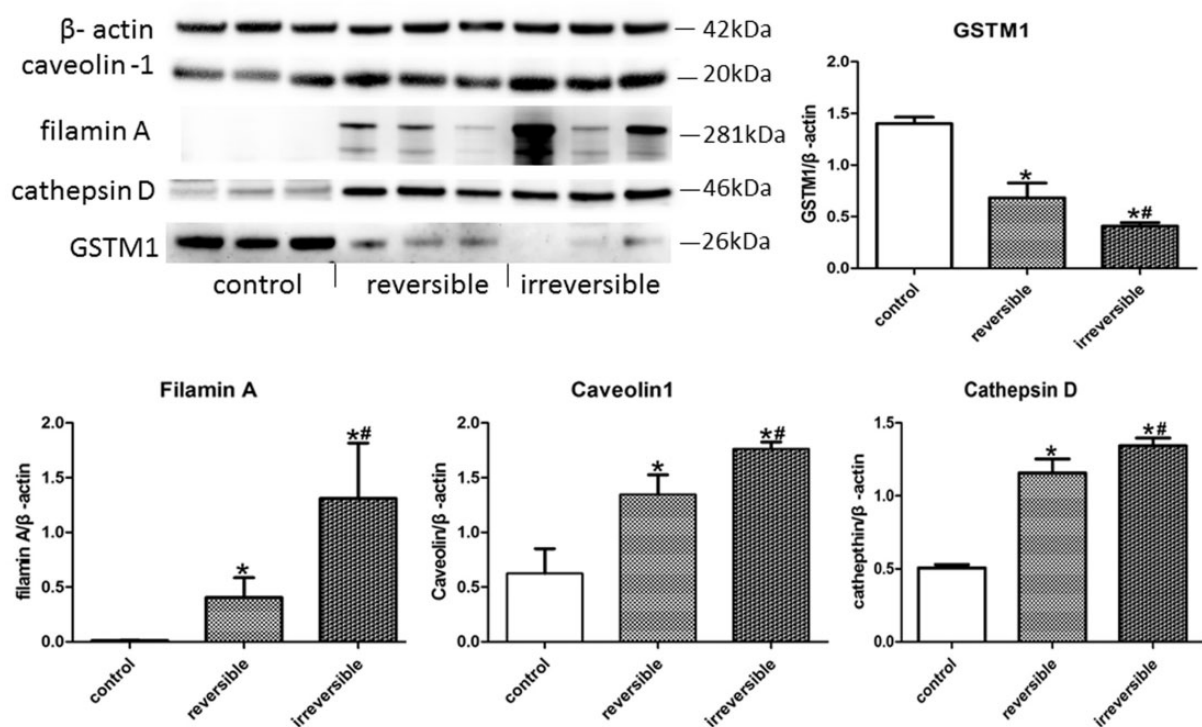 β- actin
— 42kDa
caveolin -1
— 20kDa
filamin A
— 281kDa
cathepsin D
— 46kDa
GSTM1
—26kDa
control | reversible | irreversible
GSTM1
GSTM1/β -actin
2.0
1.5
1.0
0.5
0.0
*
*#
control
reversible
irreversible
Filamin A
filamin A/β -actin
2.0
1.5
1.0
0.5
0.0
*
*#
control
reversible
irreversible
Caveolin1
Caveolin/β -actin
2.0
1.5
1.0
0.5
0.0
*
*#
control
reversible
irreversible
Cathepsin D
cathepthin/β -actin
1.5
1.0
0.5
0.0
*
*#
control
reversible
irreversible